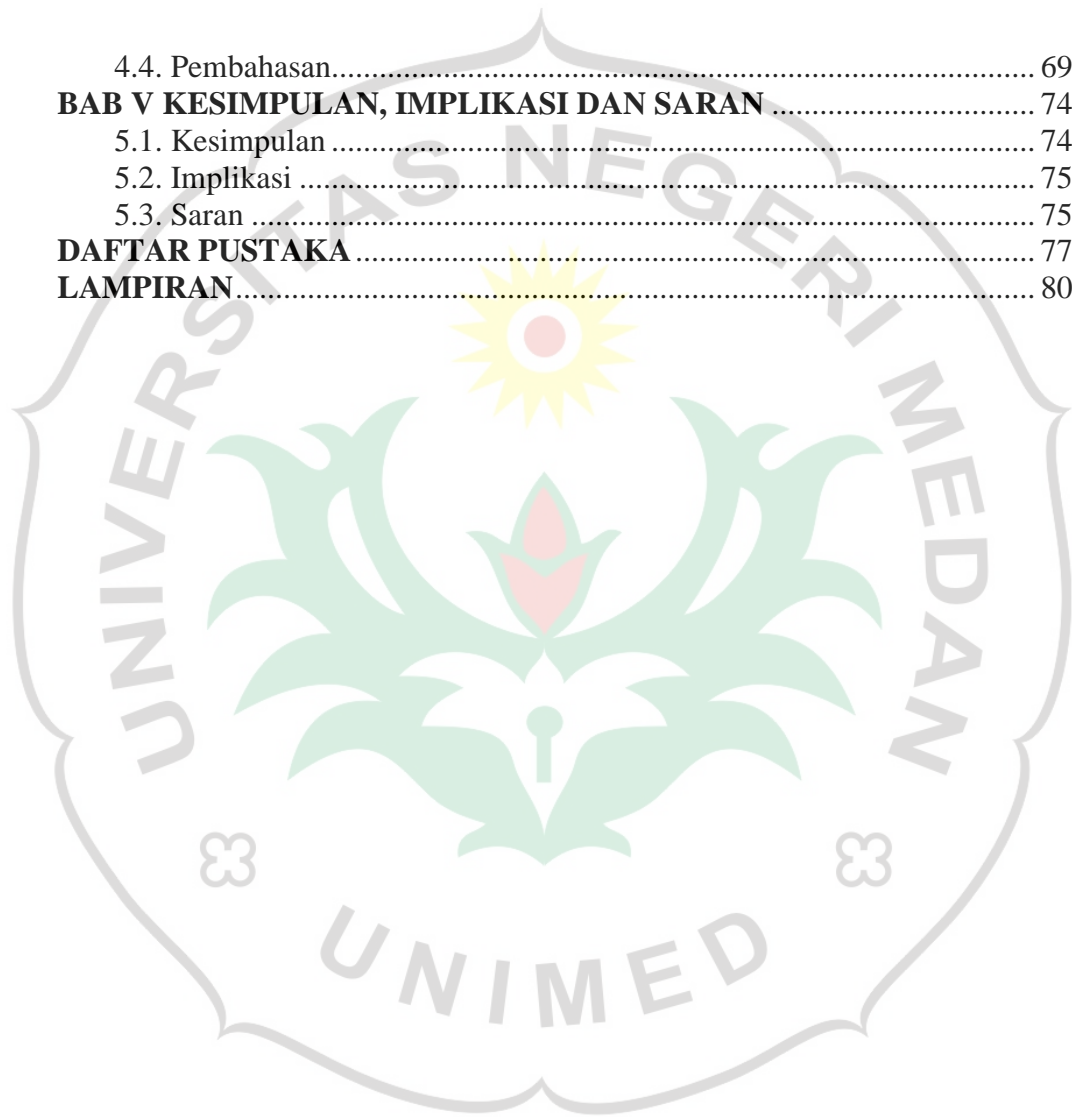 4.4. Pembahasan.................................................................................... 69
BAB V KESIMPULAN, IMPLIKASI DAN SARAN ................................ 74
5.1. Kesimpulan .................................................................................... 74
5.2. Implikasi ........................................................................................ 75
5.3. Saran .............................................................................................. 75
DAFTAR PUSTAKA ................................................................................ 77
LAMPIRAN................................................................................................ 80
UNIVERSITAS NEGERI MEDAN
UNIMED